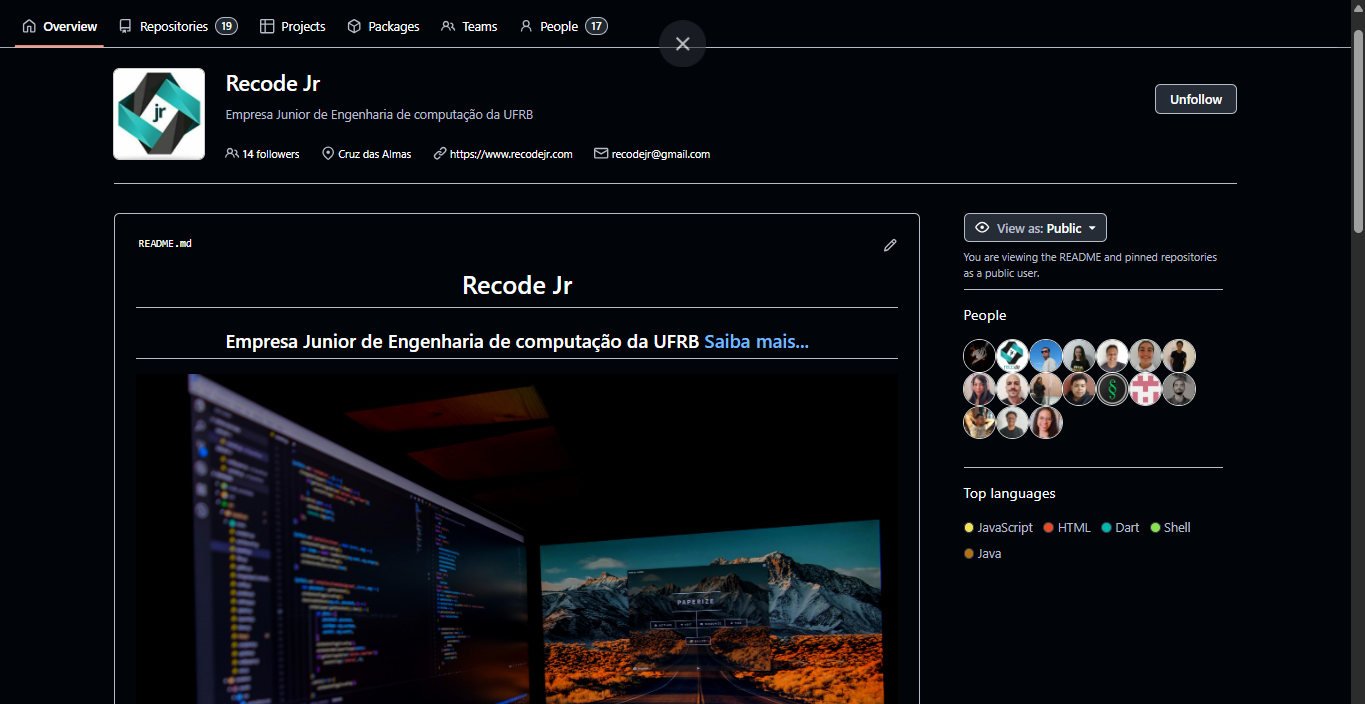 Overview Repositories 19 Projects Packages Teams People 17
jr
Recode Jr
Unfollow
Empresa Junior de Engenharia de computação da UFRB
14 followers Cruz das Almas https://www.recodejr.com recodejr@gmail.com
README.md
Recode Jr
Empresa Junior de Engenharia de computação da UFRB Saiba mais...
PAPERIZE
View as: Public
You are viewing the README and pinned repositories
as a public user.
People
Top languages
JavaScript HTML Dart Shell
Java